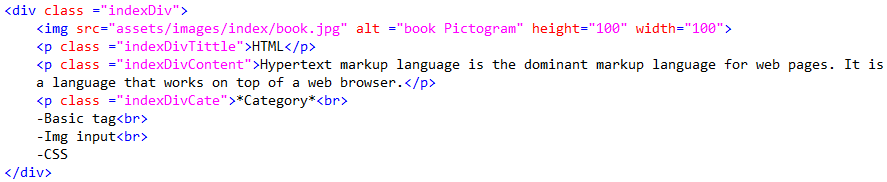 <div class ="indexDiv">
<img src="assets/images/index/book.jpg" alt ="book Pictogram" height="100" width="100">
<p class ="indexDivTittle">HTML</p>
<p class ="indexDivContent">Hypertext markup language is the dominant markup language for web pages. It is
a language that works on top of a web browser.</p>
<p class ="indexDivCate">*Category*<br>
-Basic tag<br>
-Img input<br>
-CSS
</div>